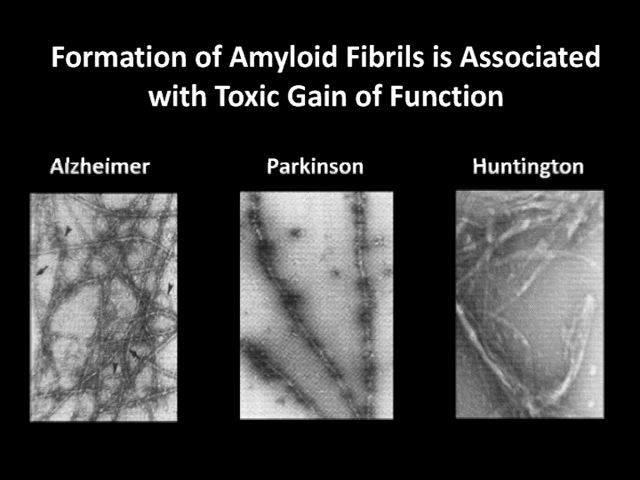 Formation of Amyloid Fibrils is Associated
with Toxic Gain of Function
Alzheimer
Parkinson
Huntington